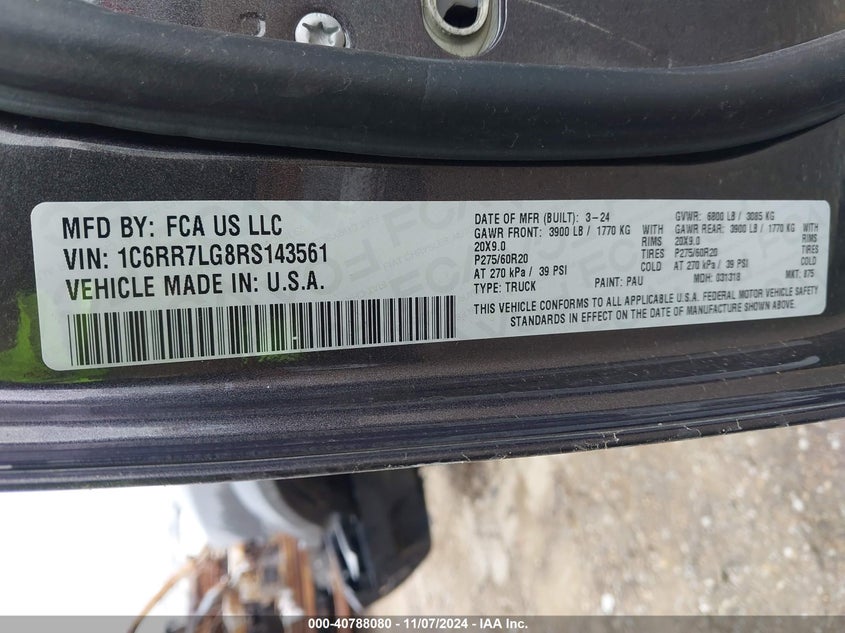 MFD BY: FCA US LLC
VIN: 1C6RR7LG8RS143561
VEHICLE MADE IN: U.S.A.
DATE OF MFR (BUILT): 3-24 GVWR: 6800 LB / 3085 KG
GAWR FRONT: 3900 LB / 1770 KG WITH GAWR REAR: 3900 LB / 1770 KG WITH
20X9.0 RIMS 20X9.0 RIMS
P275/60R20 TIRES P275/60R20 TIRES
AT 270 kPa / 39 PSI COLD AT 270 kPa / 39 PSI COLD
TYPE: TRUCK PAINT: PAU MDH: 031318 MKT: 875
THIS VEHICLE CONFORMS TO ALL APPLICABLE U.S.A. FEDERAL MOTOR VEHICLE SAFETY
STANDARDS IN EFFECT ON THE DATE OF MANUFACTURE SHOWN ABOVE.
000-40788080 - 11/07/2024 - IAA Inc.